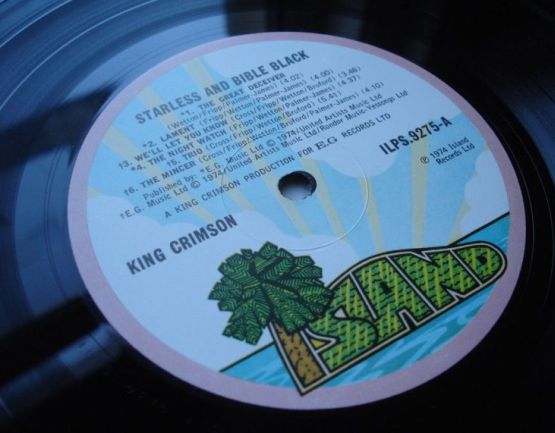 STARLESS AND BIBLE BLACK
*1. THE GREAT DECEIVER
(Wetton/Fripp/Palmer-James) (4.02)
*2. LAMENT (Fripp/Wetton/Palmer-James) (4.00)
†3. WE'LL LET YOU KNOW (Cross/Fripp/Wetton/Bruford) (3.46)
*4. THE NIGHT WATCH (Fripp/Wetton/Palmer-James) (4.37)
†5. TRIO (Cross/Fripp/Wetton/Bruford) (5.41)
†6. THE MINCER (Cross/Fripp/Wetton/Bruford/Palmer-James) (4.10)
Published by: *E.G. Music Ltd © 1974/United Artists Music Ltd
†E.G. Music Ltd © 1974/United Artists Music Ltd/Rondor Music
A KING CRIMSON PRODUCTION FOR E.G RECORDS LTD
ILPS.9275-A
℗ 1974 Island
Records Ltd
KING CRIMSON
ISLAND